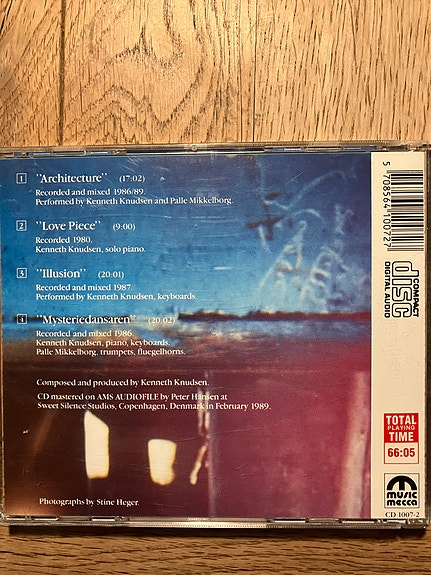 1 "Architecture" (17:02)
Recorded and mixed 1986/89.
Performed by Kenneth Knudsen and Palle Mikkelborg.
2 "Love Piece" (9:00)
Recorded 1980.
Kenneth Knudsen, solo piano.
3 "Illusion" (20:01)
Recorded and mixed 1987.
Performed by Kenneth Knudsen, keyboards.
4 "Mysteriedansaren" (20:02)
Recorded and mixed 1986.
Kenneth Knudsen, piano, keyboards.
Palle Mikkelborg, trumpets, fluegelhorns.
Composed and produced by Kenneth Knudsen.
CD mastered on AMS AUDIOFILE by Peter Hansen at
Sweet Silence Studios, Copenhagen, Denmark in February 1989.
Photographs by Stine Heger.
5 708564 100727
COMPACT
disc
DIGITAL AUDIO
TOTAL
PLAYING
TIME
66:05
music
mecca
CD 1007-2